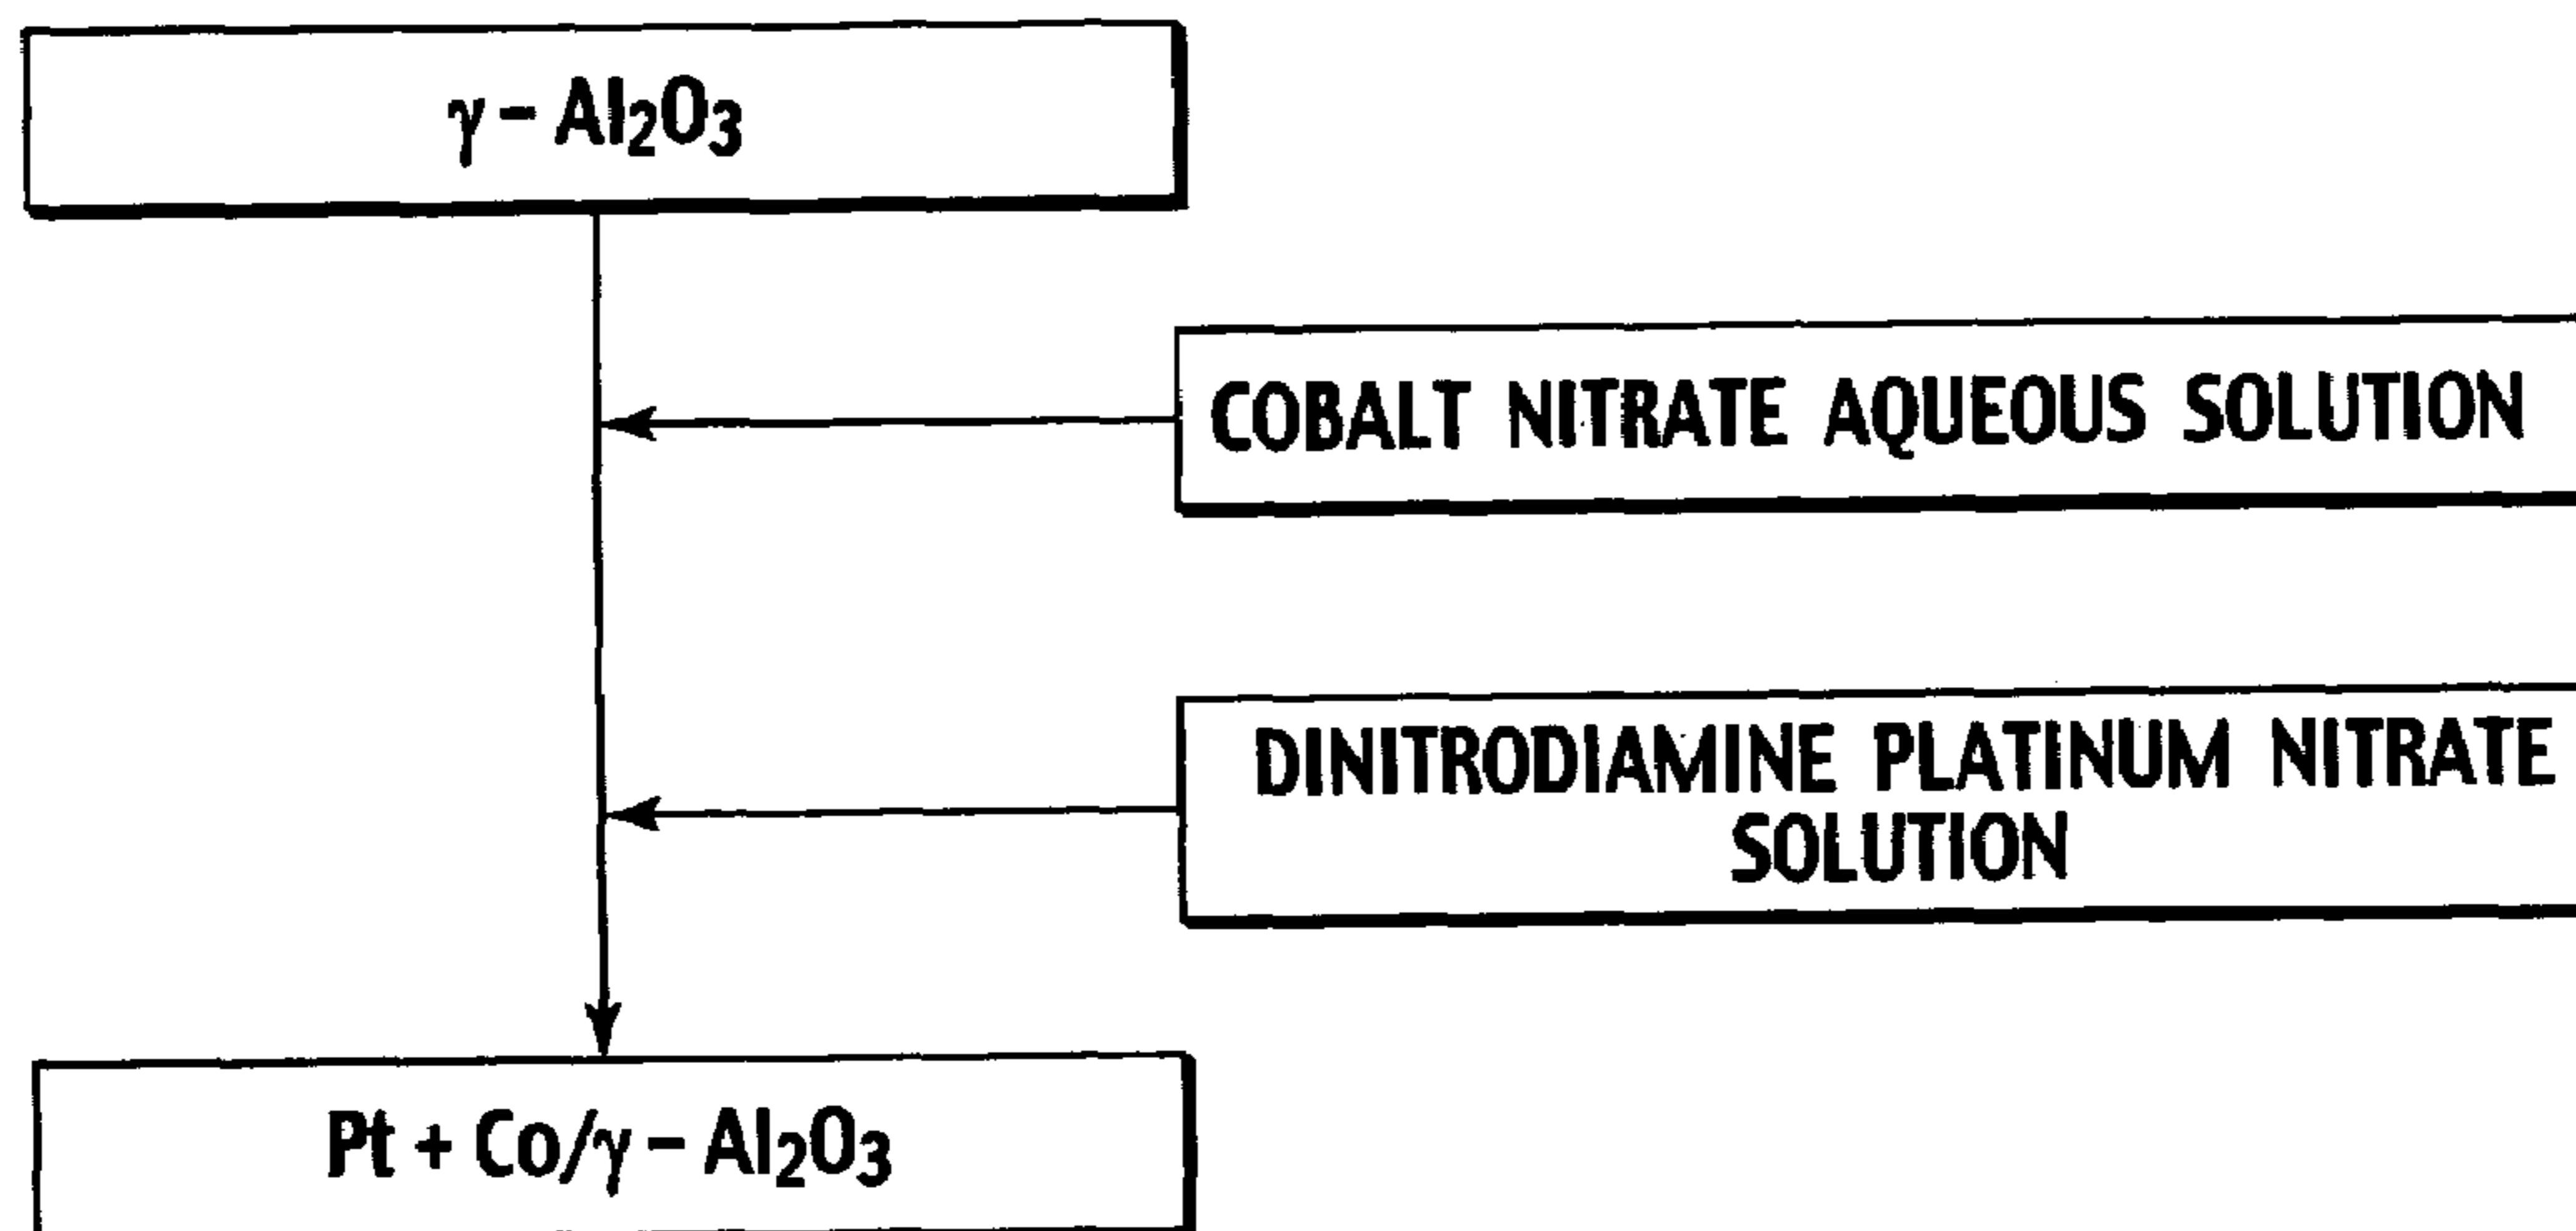 γ – Al₂O₃
COBALT NITRATE AQUEOUS SOLUTION
DINITRODIAMINE PLATINUM NITRATE
SOLUTION
Pt + Co/γ – Al₂O₃